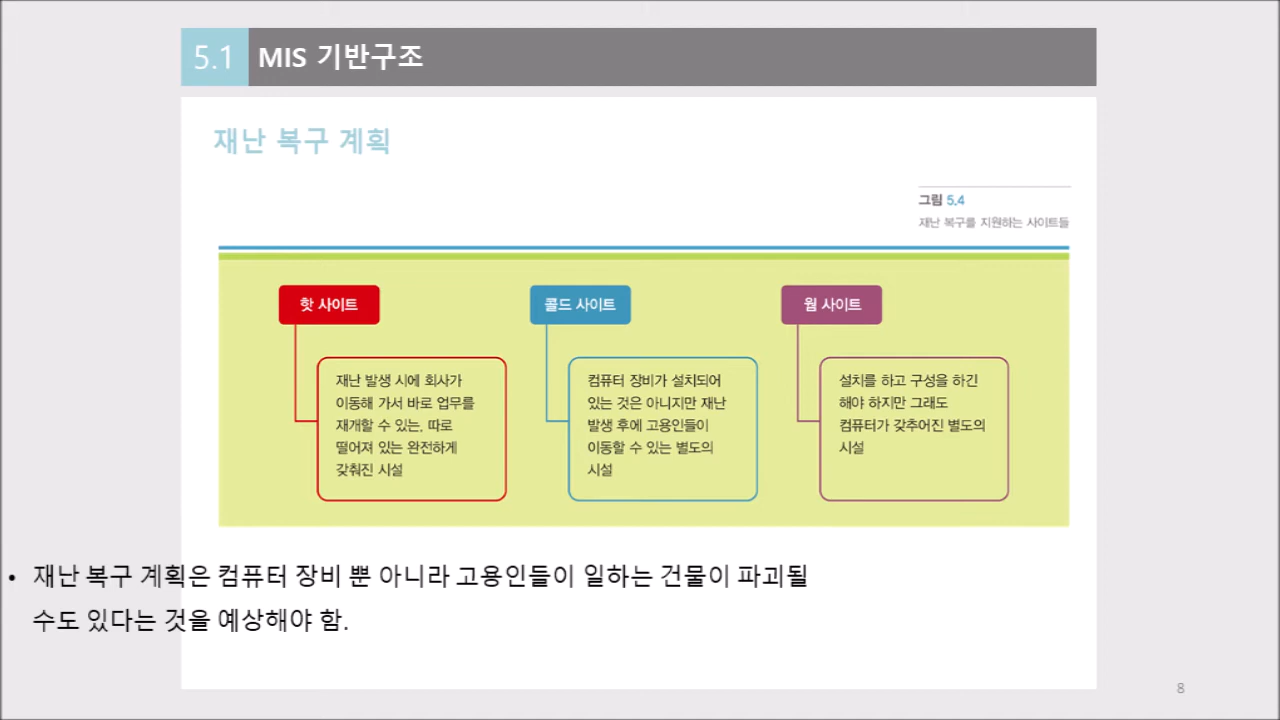 5.1 MIS 기반구조
재난 복구 계획
그림 5.4
재난 복구를 지원하는 사이트들
핫 사이트
재난 발생 시에 회사가
이동해 가서 바로 업무를
재개할 수 있는, 따로
떨어져 있는 완전하게
갖춰진 시설
콜드 사이트
컴퓨터 장비가 설치되어
있는 것은 아니지만 재난
발생 후에 고용인들이
이동할 수 있는 별도의
시설
웜 사이트
설치를 하고 구성을 하긴
해야 하지만 그래도
컴퓨터가 갖추어진 별도의
시설
• 재난 복구 계획은 컴퓨터 장비 뿐 아니라 고용인들이 일하는 건물이 파괴될
수도 있다는 것을 예상해야 함.
8